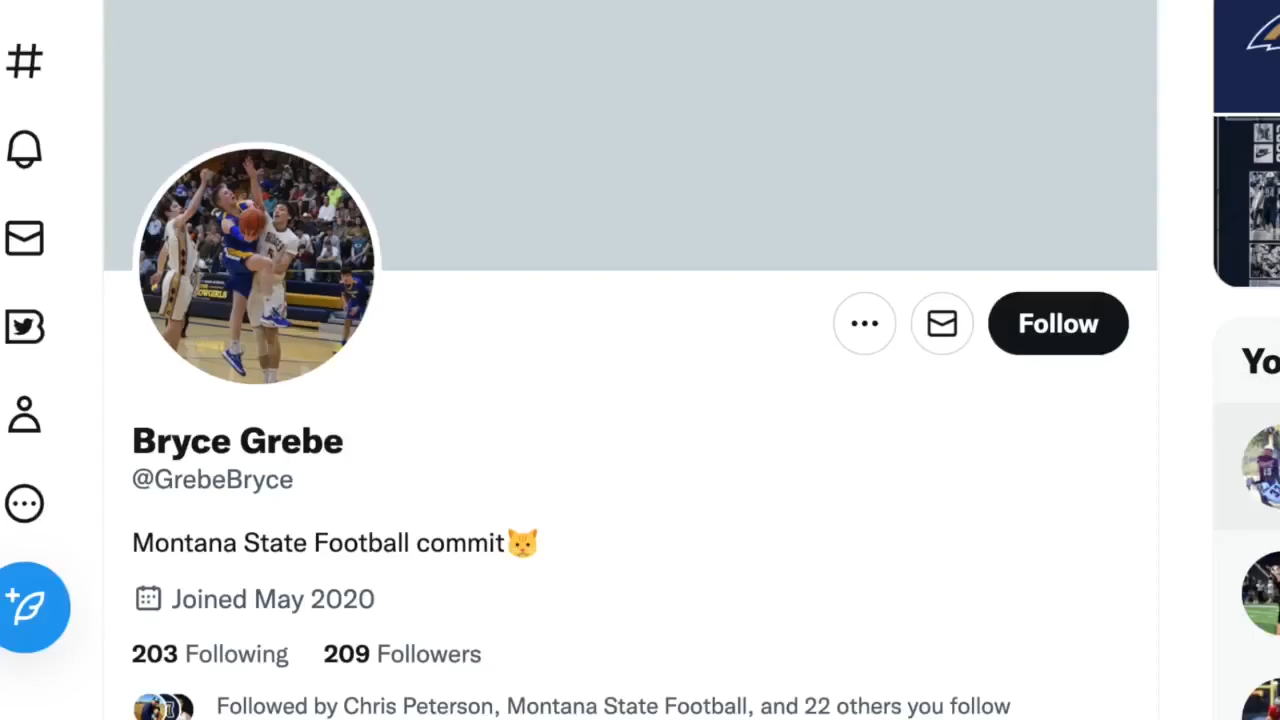 Follow
Bryce Grebe
@GrebeBryce
Montana State Football commit🐱
Joined May 2020
203 Following 209 Followers
Followed by Chris Peterson, Montana State Football, and 22 others you follow
Yo